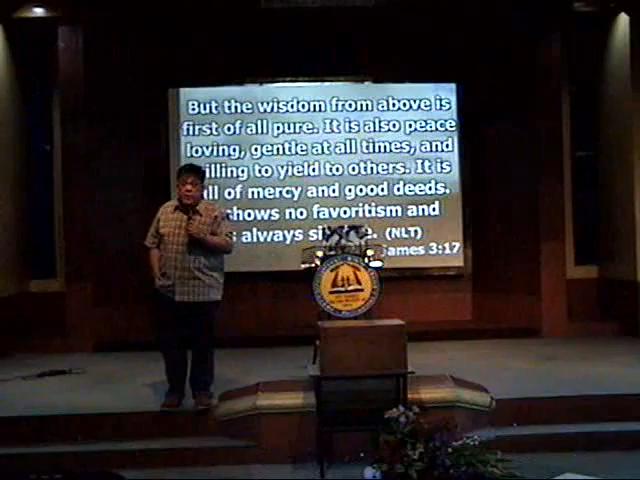 But the wisdom from above is
first of all pure. It is also peace
loving, gentle at all times, and
illing to yield to others. It is
ll of mercy and good deeds.
shows no favoritism and
s always si e. (NLT)
ames 3:17